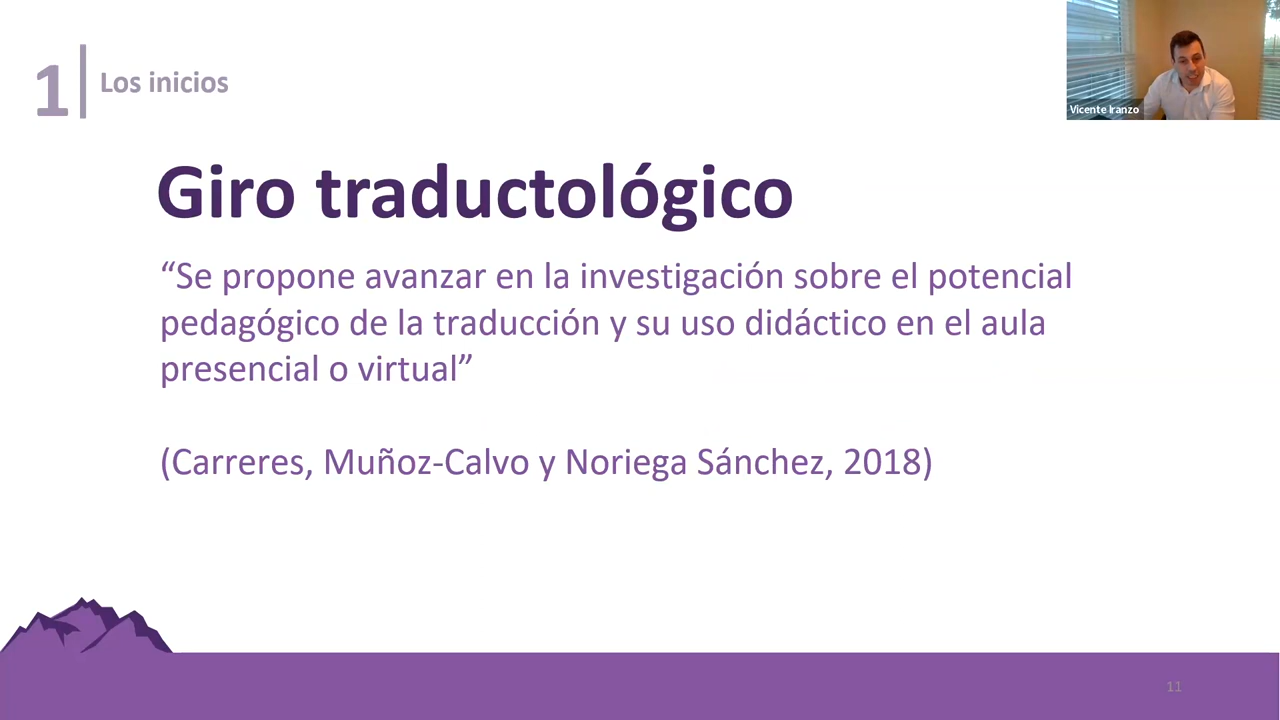 1
Los inicios
Vicente Iranzo
Giro traductológico
“Se propone avanzar en la investigación sobre el potencial
pedagógico de la traducción y su uso didáctico en el aula
presencial o virtual”
(Carreres, Muñoz-Calvo y Noriega Sánchez, 2018)
11